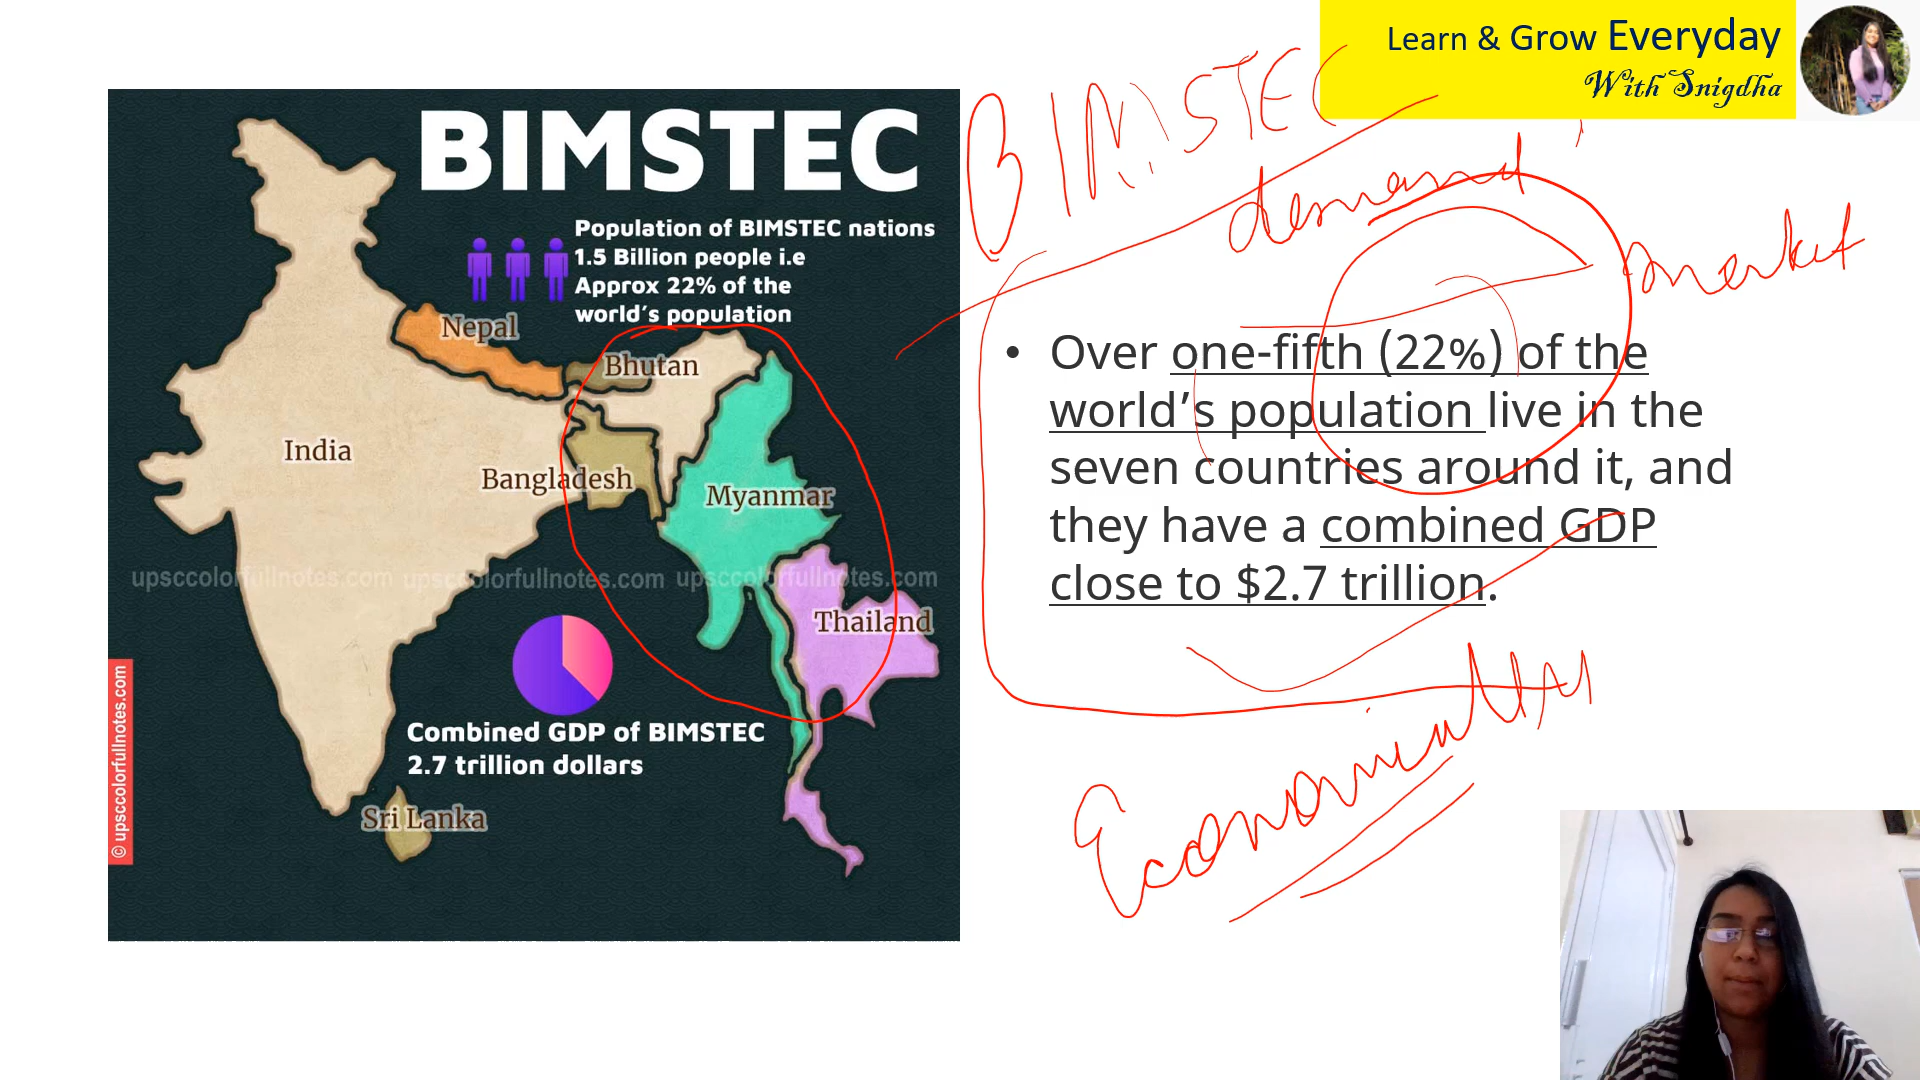 Learn & Grow Everyday
With Snigdha
BIMSTEC
Population of BIMSTEC nations
1.5 Billion people i.e
Approx 22% of the
world's population
Nepal
Bhutan
India
Bangladesh
Myanmar
upsccolorfullnotes.com upsccolorfullnotes.com upsccolorfullnotes.com
Thailand
Combined GDP of BIMSTEC
2.7 trillion dollars
Sri Lanka
© upsccolorfullnotes.com
BIMSTEC
demand
market
• Over one-fifth (22%) of the
world's population live in the
seven countries around it, and
they have a combined GDP
close to $2.7 trillion.